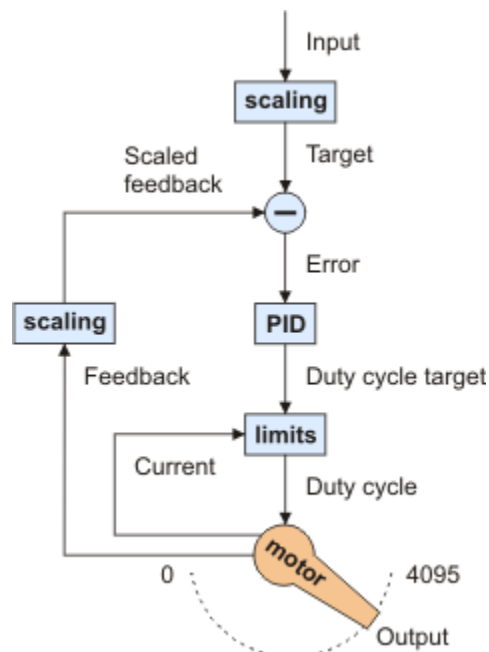 Input
scaling
Target
Scaled
feedback
−
Error
scaling
PID
Feedback
Duty cycle target
limits
Current
Duty cycle
motor
0
4095
Output